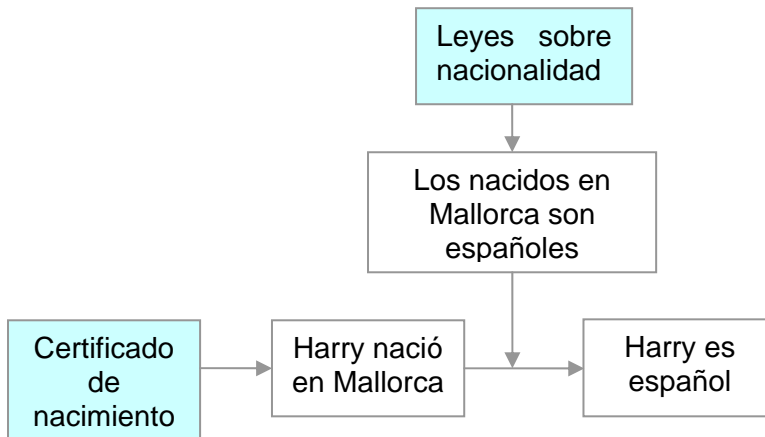 Leyes sobre
nacionalidad
Los nacidos en
Mallorca son
españoles
Certificado
de
nacimiento
Harry nació
en Mallorca
Harry es
español